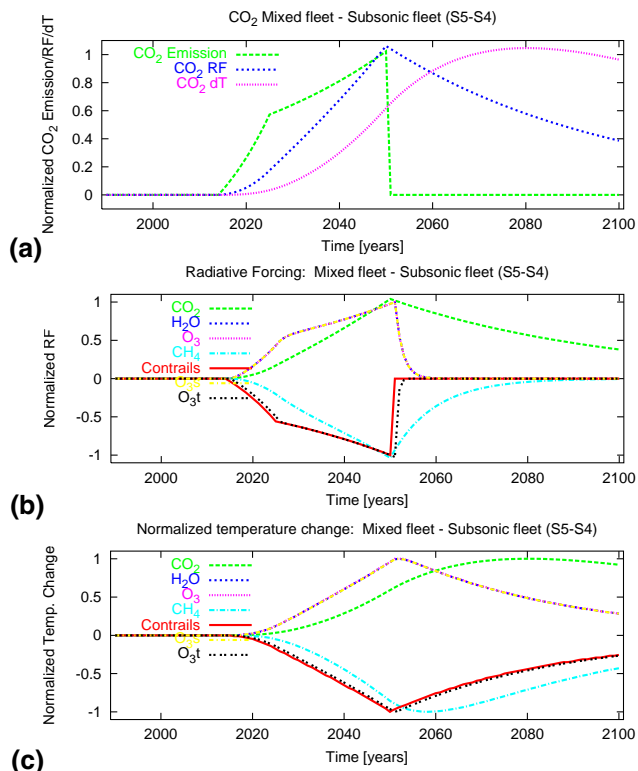 CO2 Mixed fleet - Subsonic fleet (S5-S4)
Normalized CO2 Emission/RF/dT
1
0.8
0.6
0.4
0.2
0
CO2 Emission
CO2 RF
CO2 dT
2000 2020 2040 2060 2080 2100
Time [years]
(a)
Radiative Forcing: Mixed fleet - Subsonic fleet (S5-S4)
Normalized RF
1
0.5
0
-0.5
-1
CO2
H2O
O3
CH4
Contrails
O3s
O3t
2000 2020 2040 2060 2080 2100
Time [years]
(b)
Normalized temperature change: Mixed fleet - Subsonic fleet (S5-S4)
Normalized Temp. Change
1
0.5
0
-0.5
-1
CO2
H2O
O3
CH4
Contrails
O3s
O3t
2000 2020 2040 2060 2080 2100
Time [years]
(c)